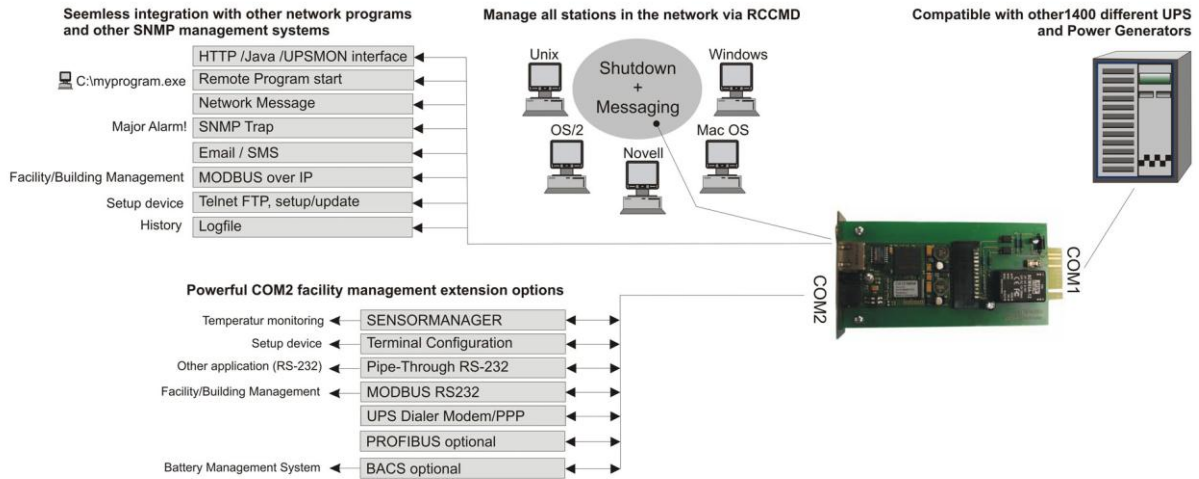 Seemless integration with other network programs
and other SNMP management systems
HTTP /Java /UPSMON interface
C:\myprogram.exe
Remote Program start
Network Message
Major Alarm!
SNMP Trap
Email / SMS
Facility/Building Management
MODBUS over IP
Setup device
Telnet FTP, setup/update
History
Logfile
Manage all stations in the network via RCCMD
Unix
Shutdown
+
Messaging
Windows
OS/2
Novell
Mac OS
Compatible with other1400 different UPS
and Power Generators
COM2
COM1
Powerful COM2 facility management extension options
Temperatur monitoring
SENSORMANAGER
Setup device
Terminal Configuration
Other application (RS-232)
Pipe-Through RS-232
Facility/Building Management
MODBUS RS232
UPS Dialer Modem/PPP
PROFIBUS optional
Battery Management System
BACS optional